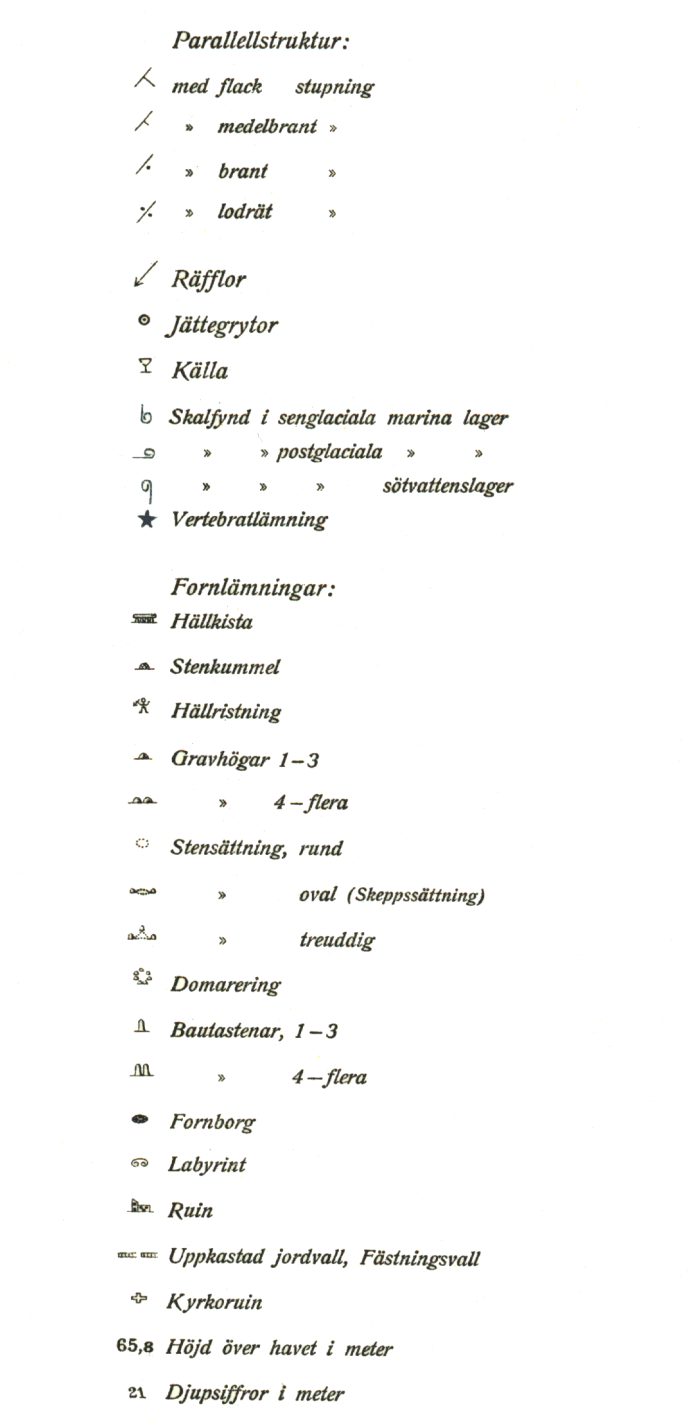 Parallellstruktur:
med flack stupning
» medelbrant »
» brant »
» lodrät »
Räfflor
Jättegrytor
Källa
Skalfynd i senglaciala marina lager
» » postglaciala » »
» » » sötvattenslager
Vertebratlämning
Fornlämningar:
Hällkista
Stenkummel
Hällristning
Gravhögar 1–3
» 4–flera
Stensättning, rund
» oval (Skeppssättning)
» treuddig
Domarering
Bautastenar, 1–3
» 4–flera
Fornborg
Labyrint
Ruin
Uppkastad jordvall, Fästningsvall
Kyrkoruin
65,8 Höjd över havet i meter
21 Djupsiffror i meter